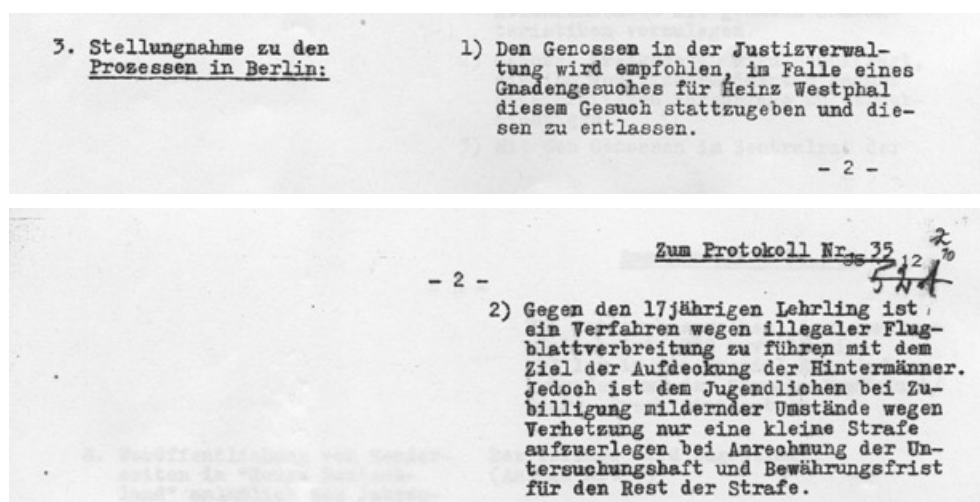 3. Stellungnahme zu den
Prozessen in Berlin:
1) Den Genossen in der Justizverwal-
tung wird empfohlen, im Falle eines
Gnadengesuches für Heinz Westphal
diesem Gesuch stattzugeben und die-
sen zu entlassen.
- 2 -
Zum Protokoll Nr. 35
12
- 2 -
2) Gegen den 17jährigen Lehrling ist
ein Verfahren wegen illegaler Flug-
blattverbreitung zu führen mit dem
Ziel der Aufdeckung der Hintermänner.
Jedoch ist dem Jugendlichen bei Zu-
billigung mildernder Umstände wegen
Verhetzung nur eine kleine Strafe
aufzuerlegen bei Anrechnung der Un-
tersuchungshaft und Bewährungsfrist
für den Rest der Strafe.